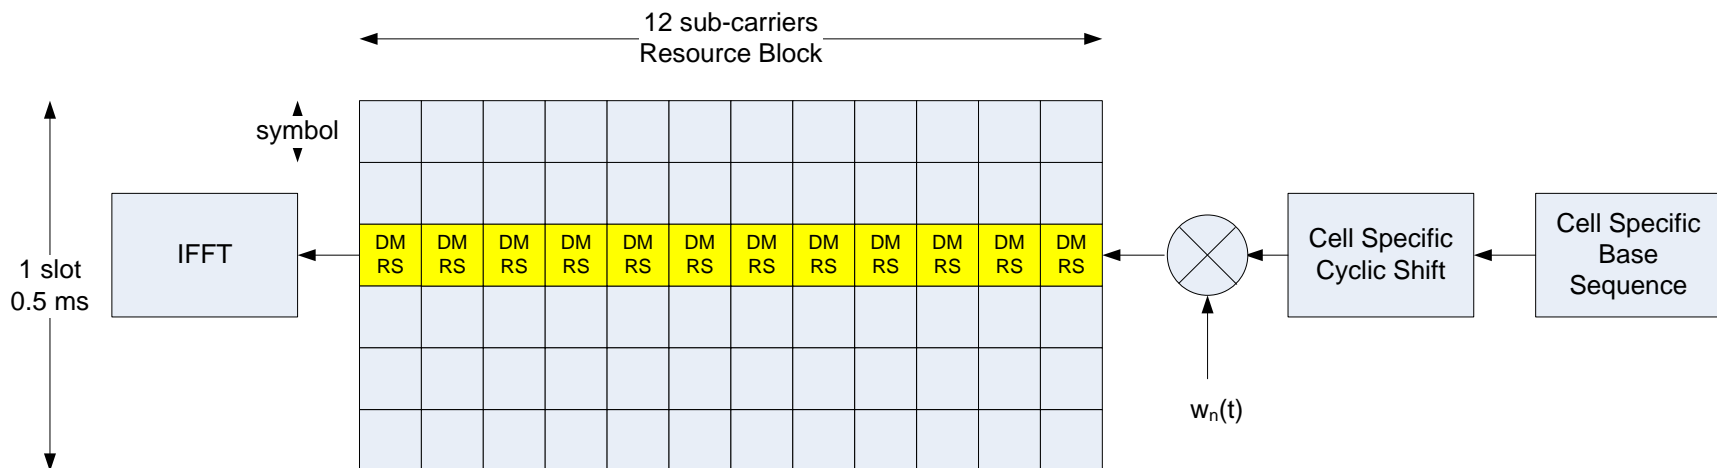 12 sub-carriers
Resource Block
symbol
1 slot
0.5 ms
IFFT
DM DM DM DM DM DM DM DM DM DM DM DM
RS RS RS RS RS RS RS RS RS RS RS RS
Cell Specific
Cyclic Shift
Cell Specific
Base
Sequence
wn(t)